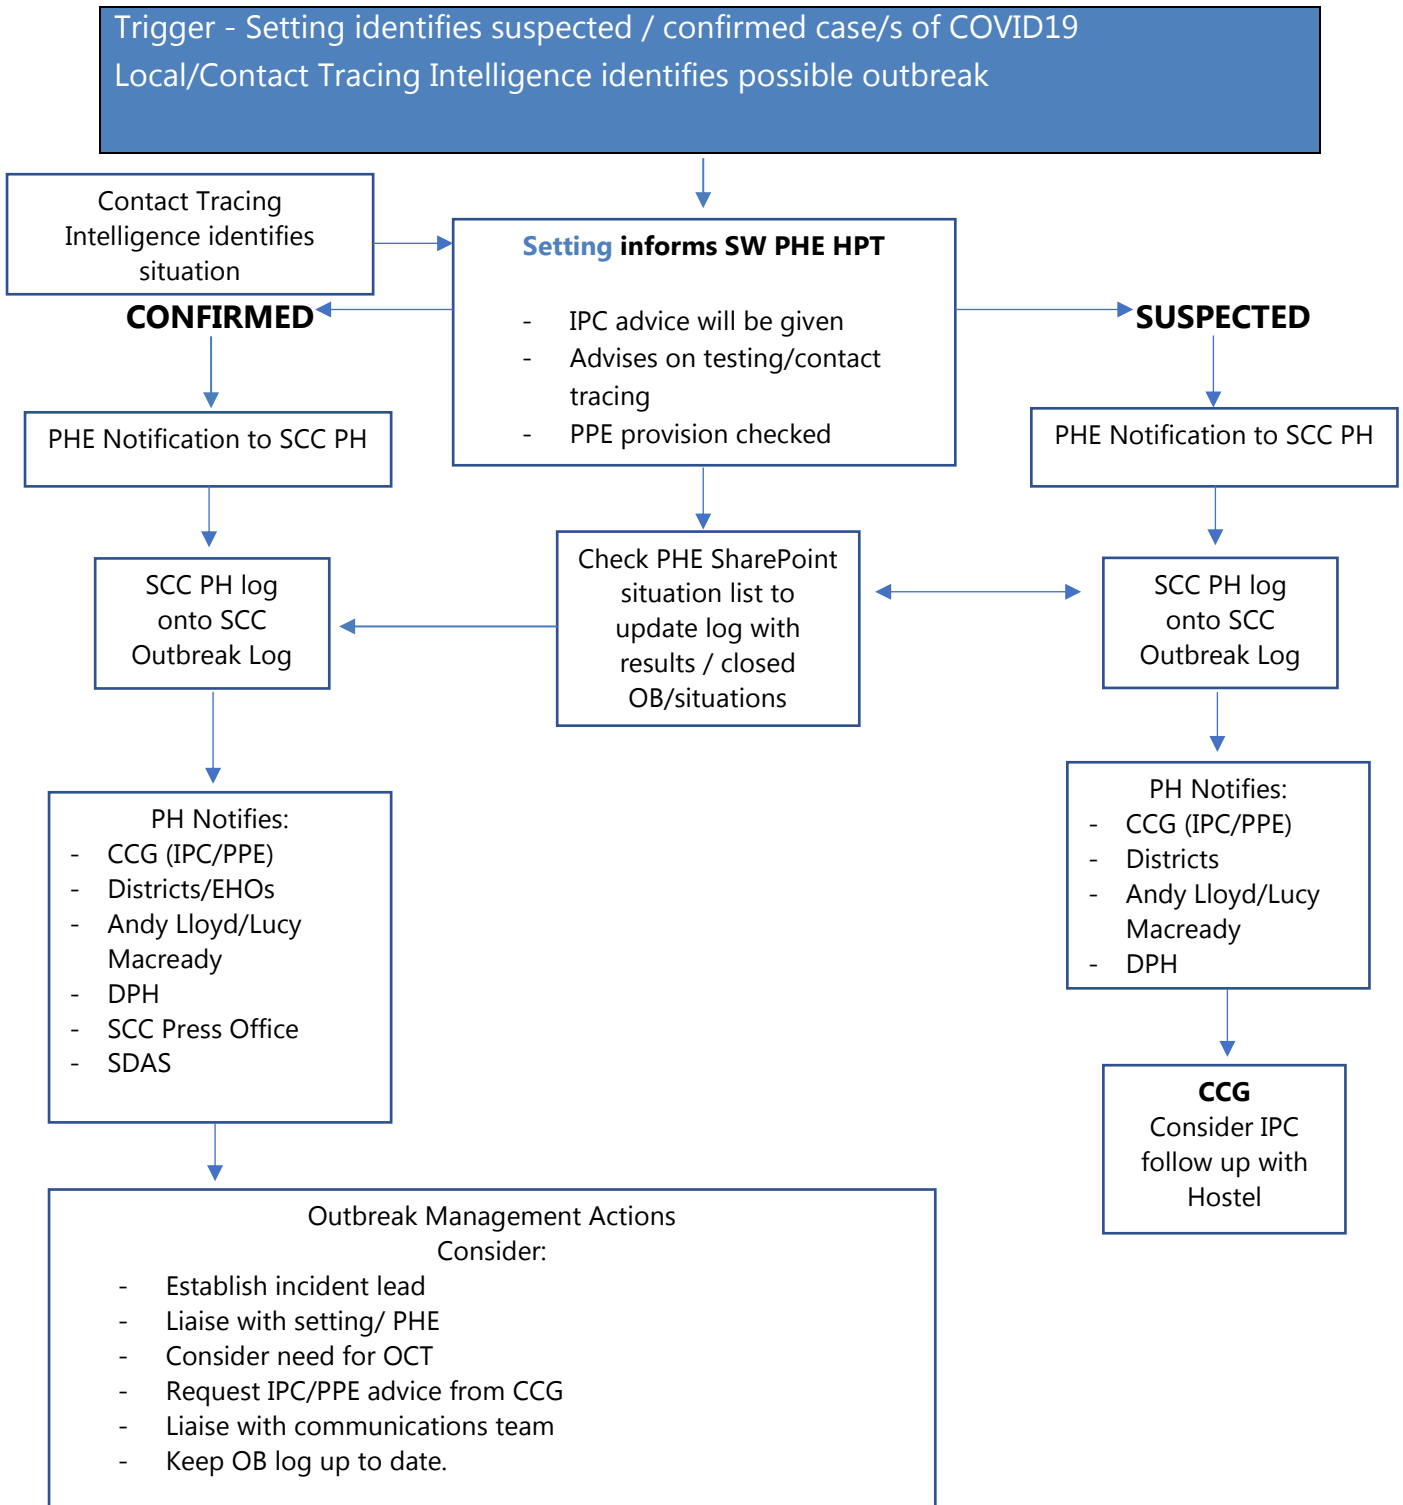 Trigger - Setting identifies suspected / confirmed case/s of COVID19
Local/Contact Tracing Intelligence identifies possible outbreak
Contact Tracing
Intelligence identifies
situation
Setting informs SW PHE HPT
- IPC advice will be given
- Advises on testing/contact
tracing
- PPE provision checked
CONFIRMED
SUSPECTED
PHE Notification to SCC PH
PHE Notification to SCC PH
SCC PH log
onto SCC
Outbreak Log
Check PHE SharePoint
situation list to
update log with
results / closed
OB/situations
SCC PH log
onto SCC
Outbreak Log
PH Notifies:
- CCG (IPC/PPE)
- Districts/EHOs
- Andy Lloyd/Lucy
Macready
- DPH
- SCC Press Office
- SDAS
PH Notifies:
- CCG (IPC/PPE)
- Districts
- Andy Lloyd/Lucy
Macready
- DPH
CCG
Consider IPC
follow up with
Hostel
Outbreak Management Actions
Consider:
- Establish incident lead
- Liaise with setting/ PHE
- Consider need for OCT
- Request IPC/PPE advice from CCG
- Liaise with communications team
- Keep OB log up to date.